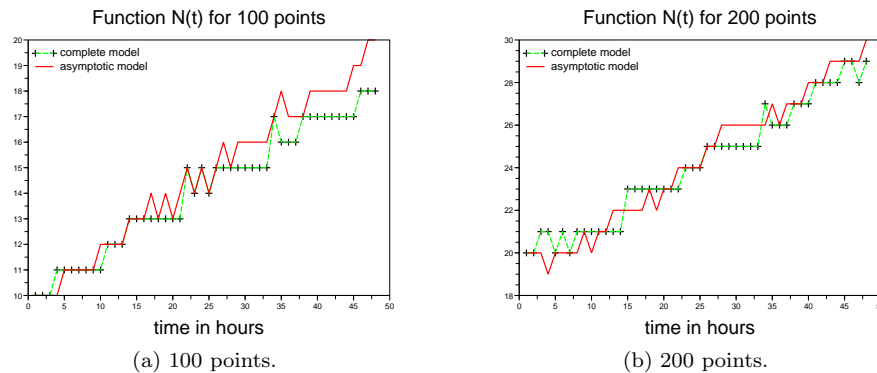 Function N(t) for 100 points
20
19
18
17
16
15
14
13
12
11
10
complete model
asymptotic model
0 5 10 15 20 25 30 35 40 45 50
time in hours
(a) 100 points.
Function N(t) for 200 points
30
28
26
24
22
20
18
complete model
asymptotic model
0 5 10 15 20 25 30 35 40 45
time in hours
(b) 200 points.